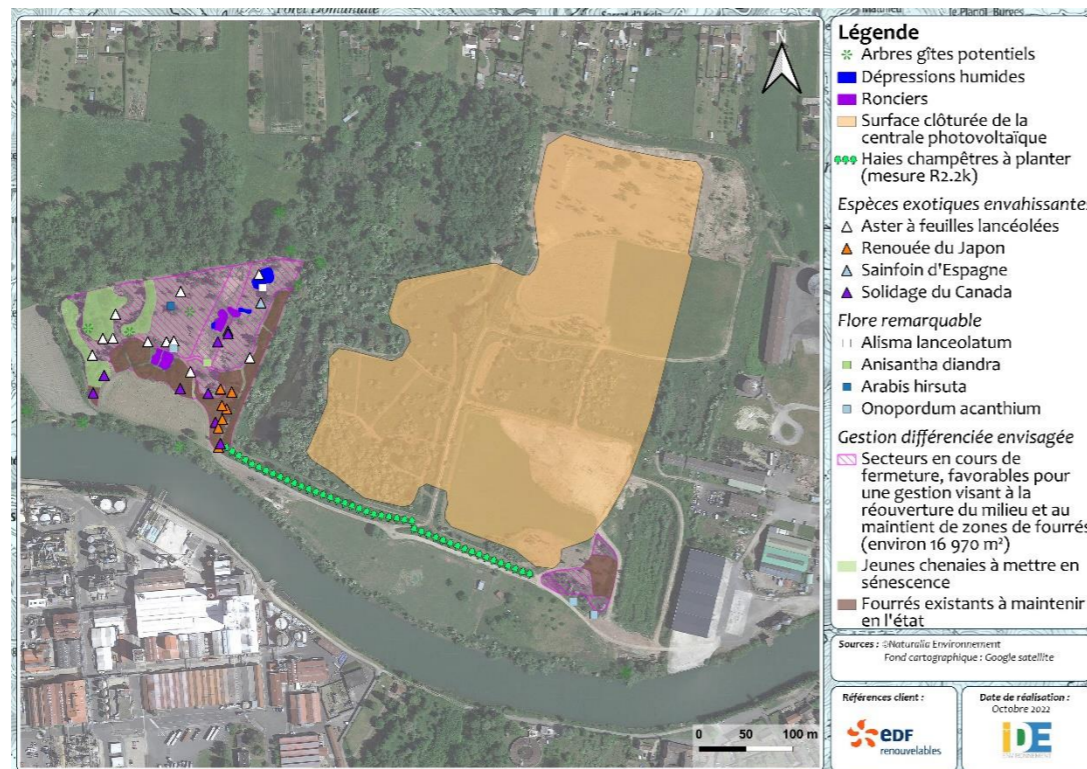 Légende
Arbres gîtes potentiels
Dépressions humides
Ronciers
Surface clôturée de la
centrale photovoltaïque
Haies champêtres à planter
(mesure R2.2k)
Espèces exotiques envahissantes
Aster à feuilles lancéolées
Renouée du Japon
Sainfoin d'Espagne
Solidage du Canada
Flore remarquable
Alisma lanceolatum
Anisantha diandra
Arabis hirsuta
Onopordum acanthium
Gestion différenciée envisagée
Secteurs en cours de
fermeture, favorables pour
une gestion visant à la
réouverture du milieu et au
maintient de zones de fourrés
(environ 16 970 m²)
Jeunes chenaies à mettre en
sénescence
Fourrés existants à maintenir
en l'état
Sources : ©Naturalia Environnement
Fond cartographique : Google satellite
Références client :
edf
renouvelables
Date de réalisation :
Octobre 2022
iDE
ENVIRONNEMENT
N
0 50 100 m